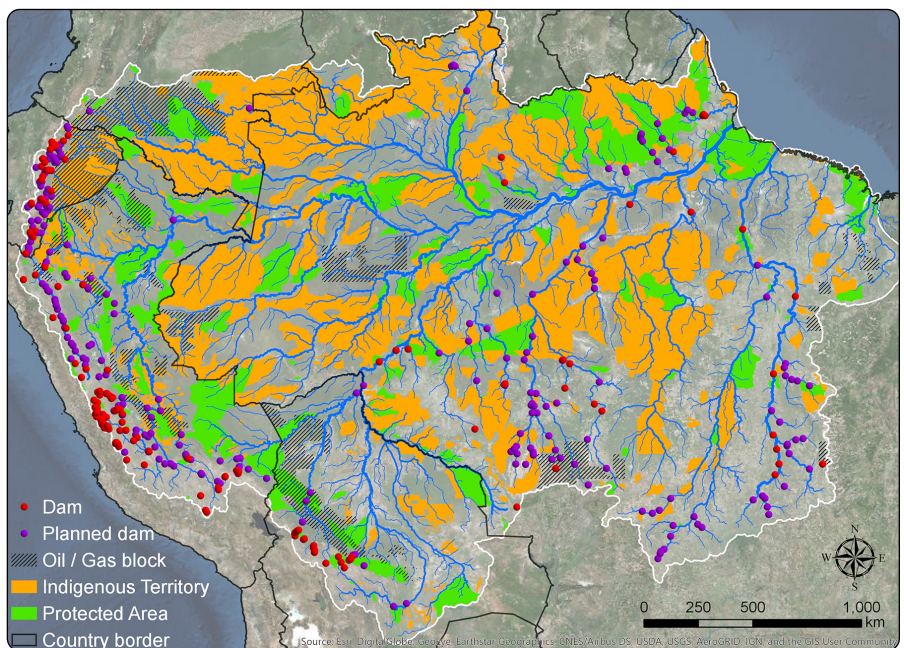 Dam
Planned dam
Oil / Gas block
Indigenous Territory
Protected Area
Country border
N
W E
S
0 250 500 1,000
km
Source: Esri, DigitalGlobe, GeoEye, Earthstar Geographics, CNES/Airbus DS, USDA, USGS, AeroGRID, IGN, and the GIS User Community